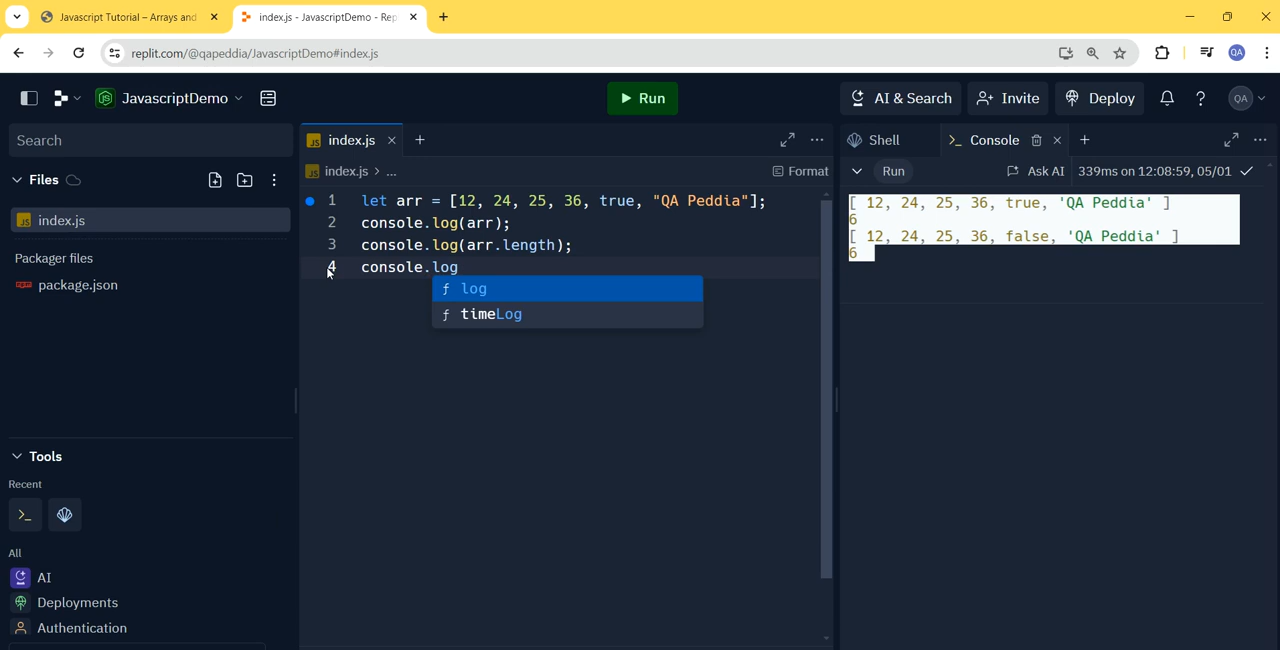 Javascript Tutorial – Arrays and
index.js - JavascriptDemo - Rep
replit.com/@qapeddia/JavascriptDemo#index.js
QA
JavascriptDemo
Run
AI & Search
Invite
Deploy
?
QA
Search
Files
index.js
Packager files
package.json
Tools
Recent
All
AI
Deployments
Authentication
JS index.js
JS index.js > ...
Format
1 let arr = [12, 24, 25, 36, true, "QA Peddia"];
2 console.log(arr);
3 console.log(arr.length);
4 console.log
f log
f timeLog
Shell
Console
Run
Ask AI
339ms on 12:08:59, 05/01
[ 12, 24, 25, 36, true, 'QA Peddia' ]
6
[ 12, 24, 25, 36, false, 'QA Peddia' ]
6